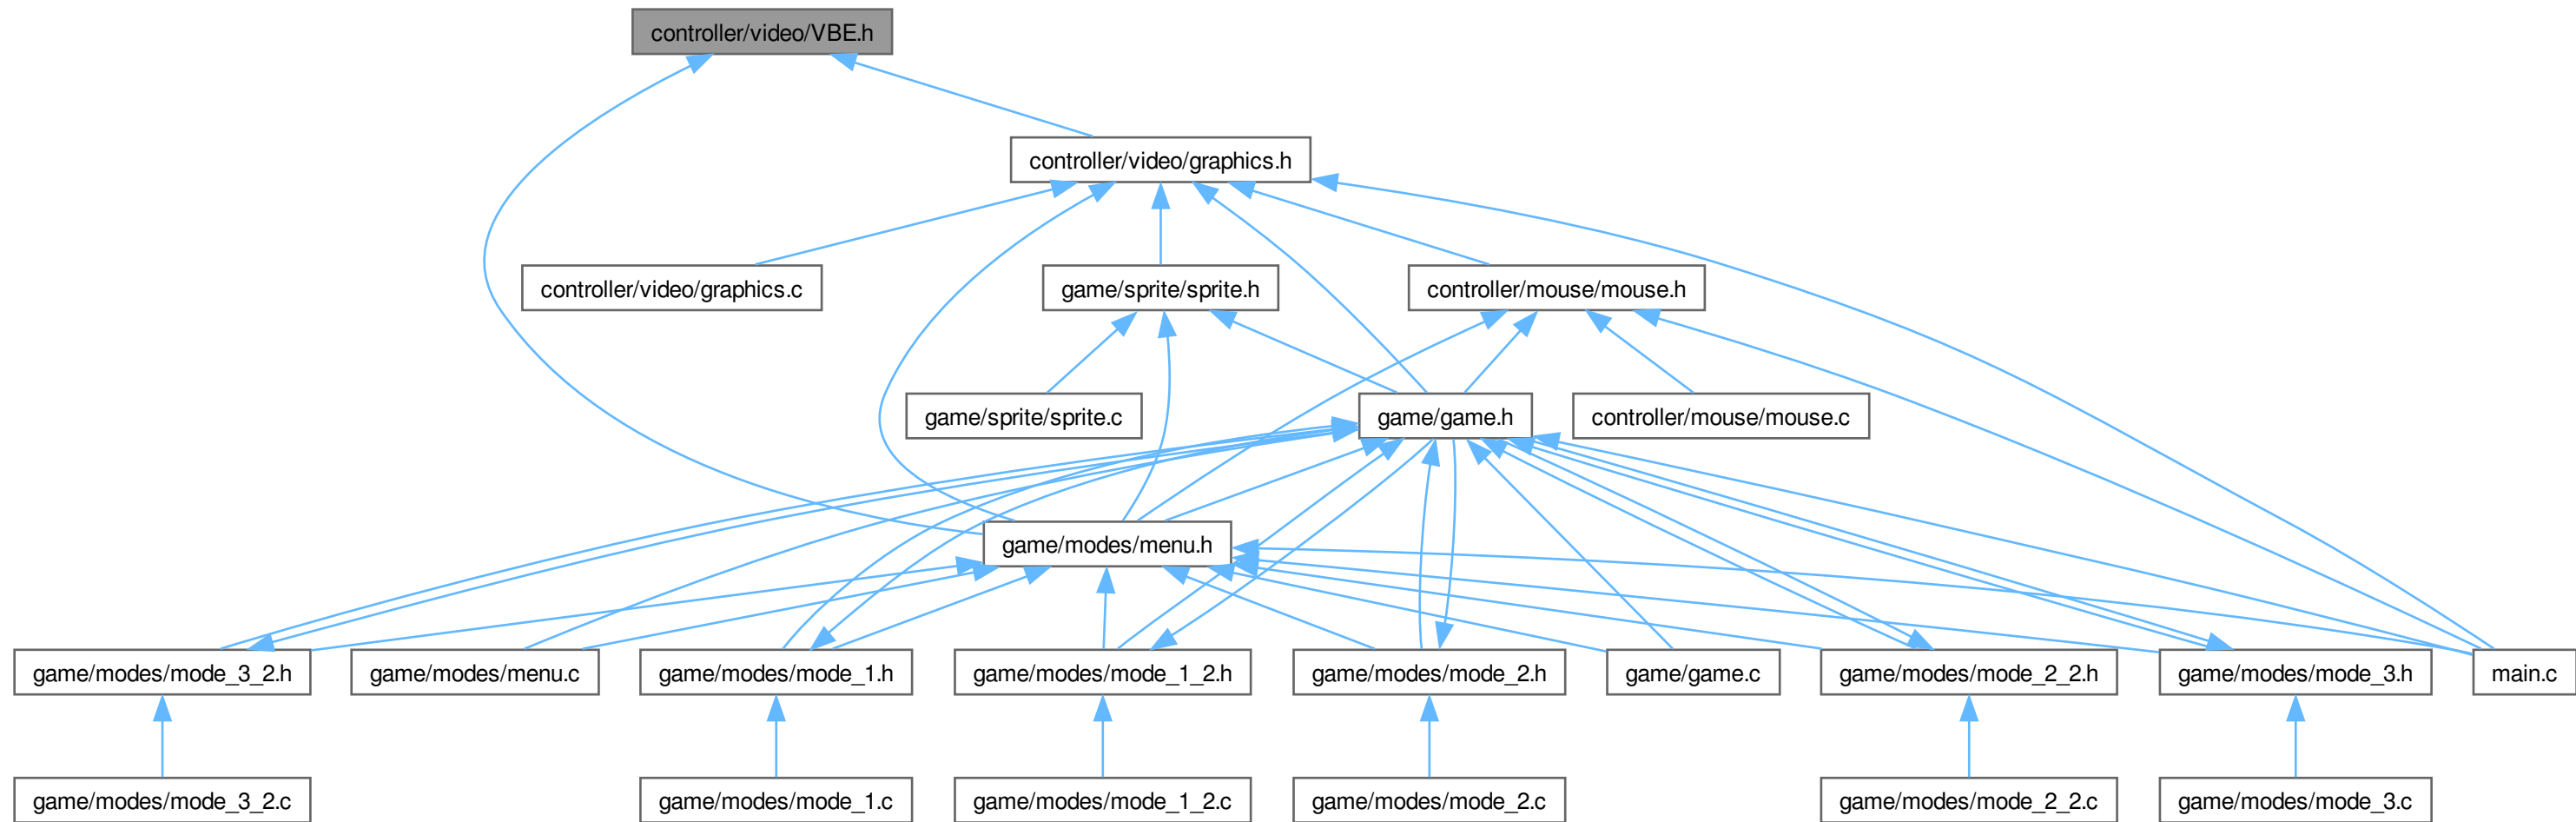 controller/video/VBE.h
controller/video/graphics.h
controller/video/graphics.c
game/sprite/sprite.h
controller/mouse/mouse.h
game/sprite/sprite.c
game/game.h
controller/mouse/mouse.c
game/modes/menu.h
game/modes/mode_3_2.h
game/modes/menu.c
game/modes/mode_1.h
game/modes/mode_1_2.h
game/modes/mode_2.h
game/game.c
game/modes/mode_2_2.h
game/modes/mode_3.h
main.c
game/modes/mode_3_2.c
game/modes/mode_1.c
game/modes/mode_1_2.c
game/modes/mode_2.c
game/modes/mode_2_2.c
game/modes/mode_3.c